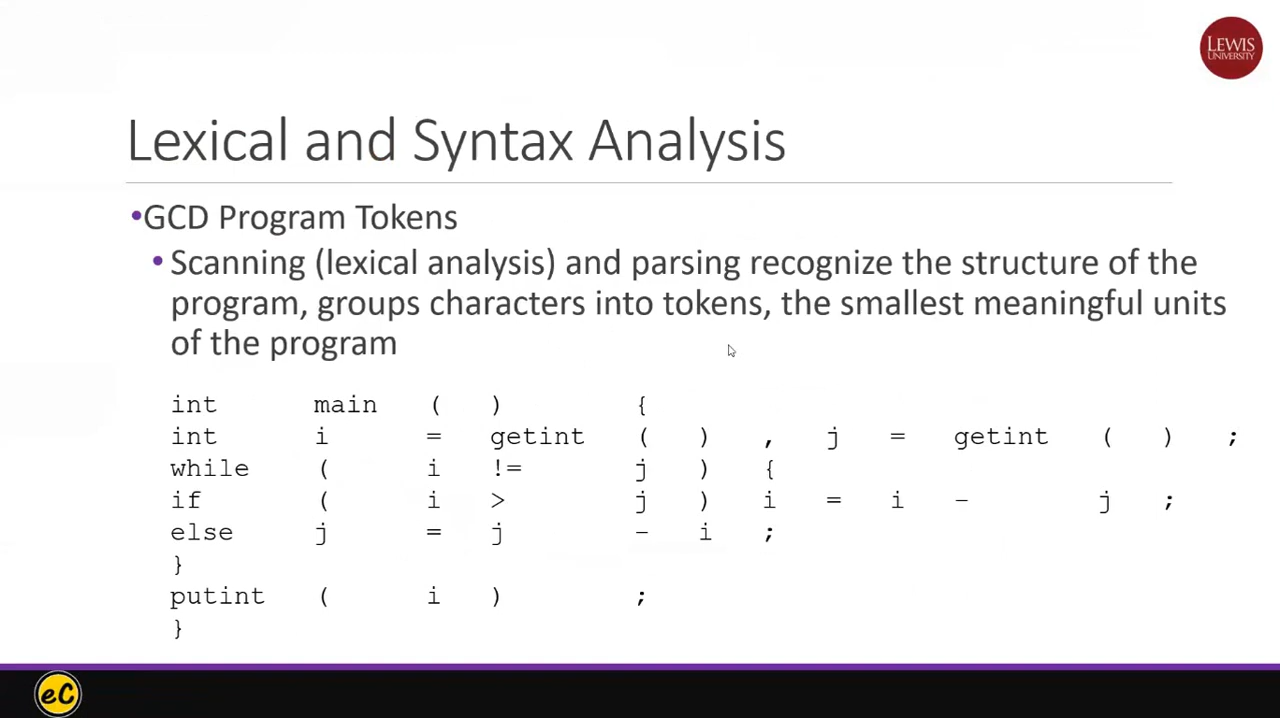 LEWIS
UNIVERSITY
Lexical and Syntax Analysis
•GCD Program Tokens
• Scanning (lexical analysis) and parsing recognize the structure of the
program, groups characters into tokens, the smallest meaningful units
of the program
int main ( ) {
int i = getint ( ) , j = getint ( ) ;
while ( i != j ) {
if ( i > j ) i = i - j ;
else j = j - i ;
}
putint ( i ) ;
}
eC